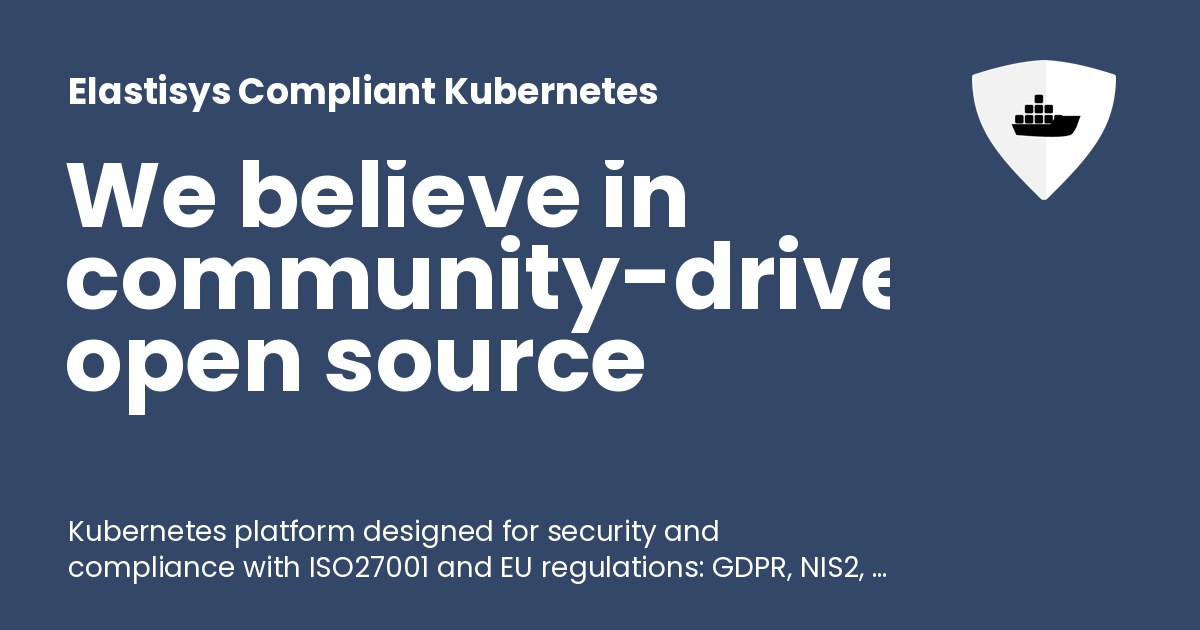 Elastisys Compliant Kubernetes
We believe in
community-drive
open source
Kubernetes platform designed for security and
compliance with ISO27001 and EU regulations: GDPR, NIS2, ...